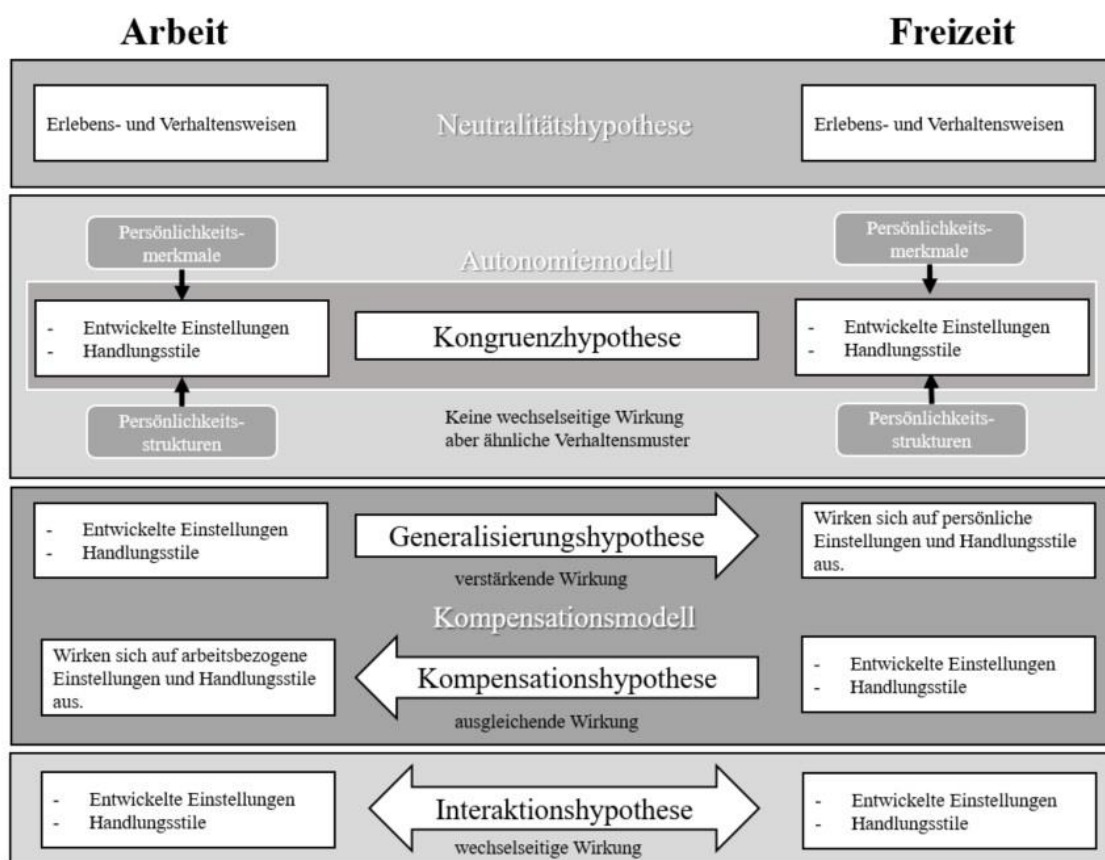 Arbeit
Freizeit
Erlebens- und Verhaltensweisen
Neutralitätshypothese
Erlebens- und Verhaltensweisen
Persönlichkeits-
merkmale
Autonomiemodell
Persönlichkeits-
merkmale
- Entwickelte Einstellungen
- Handlungsstile
Kongruenzhypothese
- Entwickelte Einstellungen
- Handlungsstile
Persönlichkeits-
strukturen
Keine wechselseitige Wirkung
aber ähnliche Verhaltensmuster
Persönlichkeits-
strukturen
- Entwickelte Einstellungen
- Handlungsstile
Generalisierungshypothese
verstärkende Wirkung
Wirken sich auf persönliche
Einstellungen und Handlungsstile
aus.
Kompensationsmodell
Wirken sich auf arbeitsbezogene
Einstellungen und Handlungsstile
aus.
Kompensationshypothese
ausgleichende Wirkung
- Entwickelte Einstellungen
- Handlungsstile
- Entwickelte Einstellungen
- Handlungsstile
Interaktionshypothese
wechselseitige Wirkung
- Entwickelte Einstellungen
- Handlungsstile